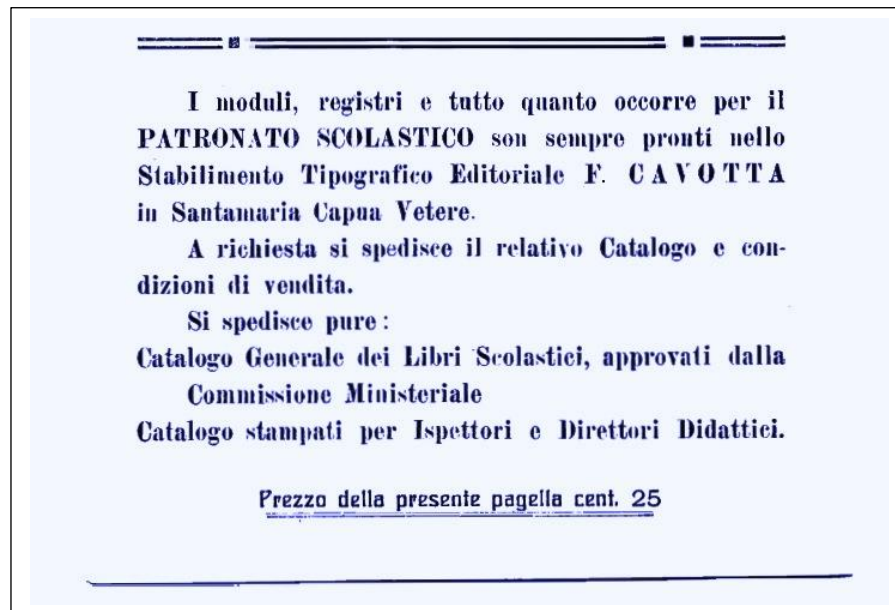 I moduli, registri e tutto quanto occorre per il
PATRONATO SCOLASTICO son sempre pronti nello
Stabilimento Tipografico Editoriale F. CAVOTTA
in Santamaria Capua Vetere.
A richiesta si spedisce il relativo Catalogo e con-
dizioni di vendita.
Si spedisce pure:
Catalogo Generale dei Libri Scolastici, approvati dalla
Commissione Ministeriale
Catalogo stampati per Ispettori e Direttori Didattici.
Prezzo della presente pagella cent. 25